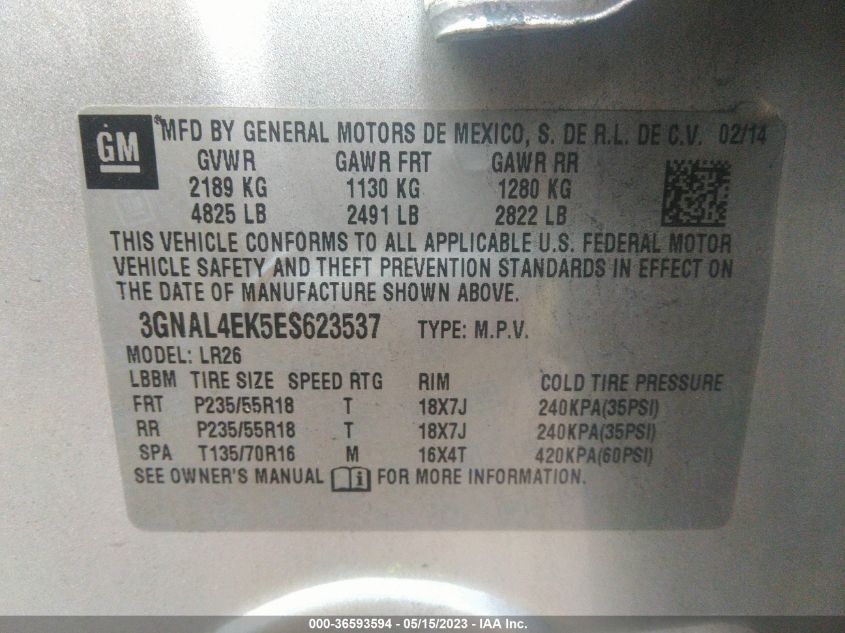 GM
MFD BY GENERAL MOTORS DE MEXICO, S. DE R.L. DE C.V. 02/14
GVWR GAWR FRT GAWR RR
2189 KG 1130 KG 1280 KG
4825 LB 2491 LB 2822 LB
THIS VEHICLE CONFORMS TO ALL APPLICABLE U.S. FEDERAL MOTOR
VEHICLE SAFETY AND THEFT PREVENTION STANDARDS IN EFFECT ON
THE DATE OF MANUFACTURE SHOWN ABOVE.
3GNAL4EK5ES623537 TYPE: M.P.V.
MODEL: LR26
LBBM TIRE SIZE SPEED RTG RIM COLD TIRE PRESSURE
FRT P235/55R18 T 18X7J 240KPA(35PSI)
RR P235/55R18 T 18X7J 240KPA(35PSI)
SPA T135/70R16 M 16X4T 420KPA(60PSI)
SEE OWNER'S MANUAL FOR MORE INFORMATION.
000-36593594 - 05/15/2023 - IAA Inc.